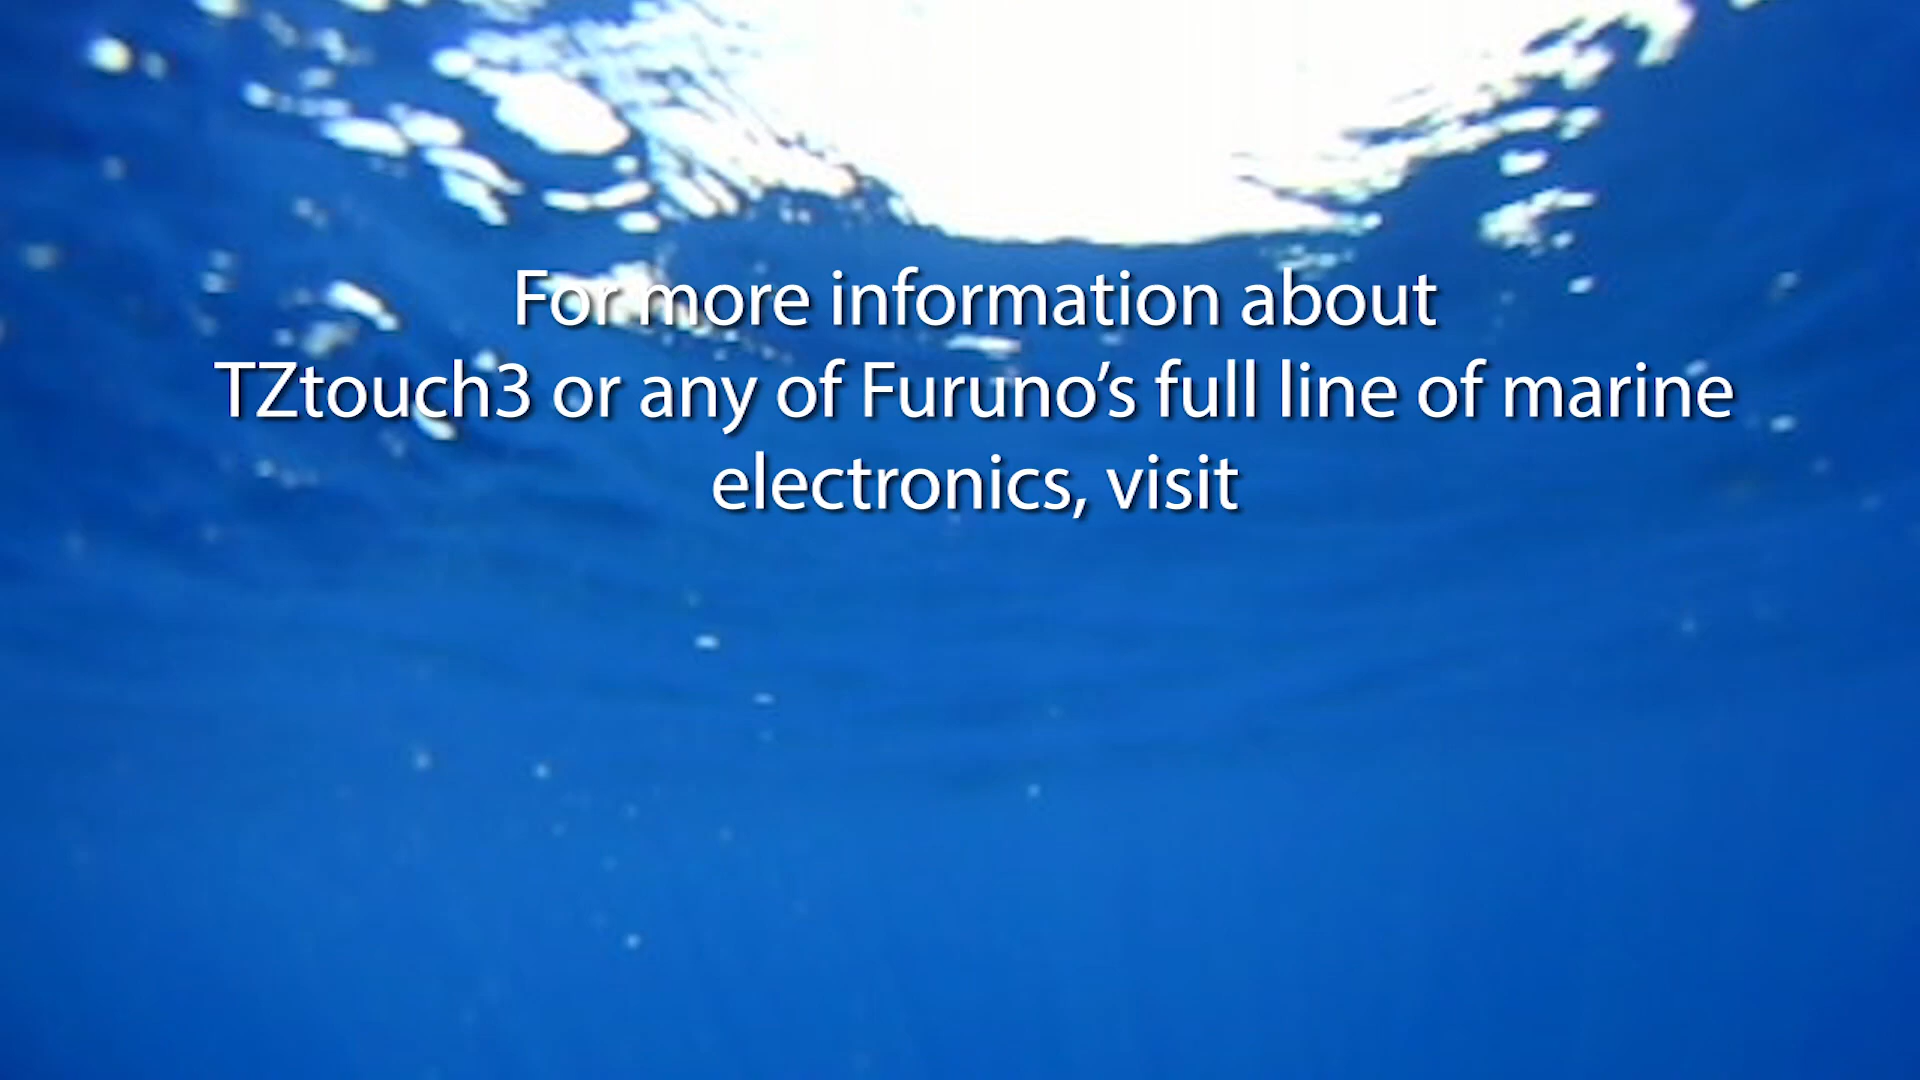 For more information about
TZtouch3 or any of Furuno’s full line of marine
electronics, visit